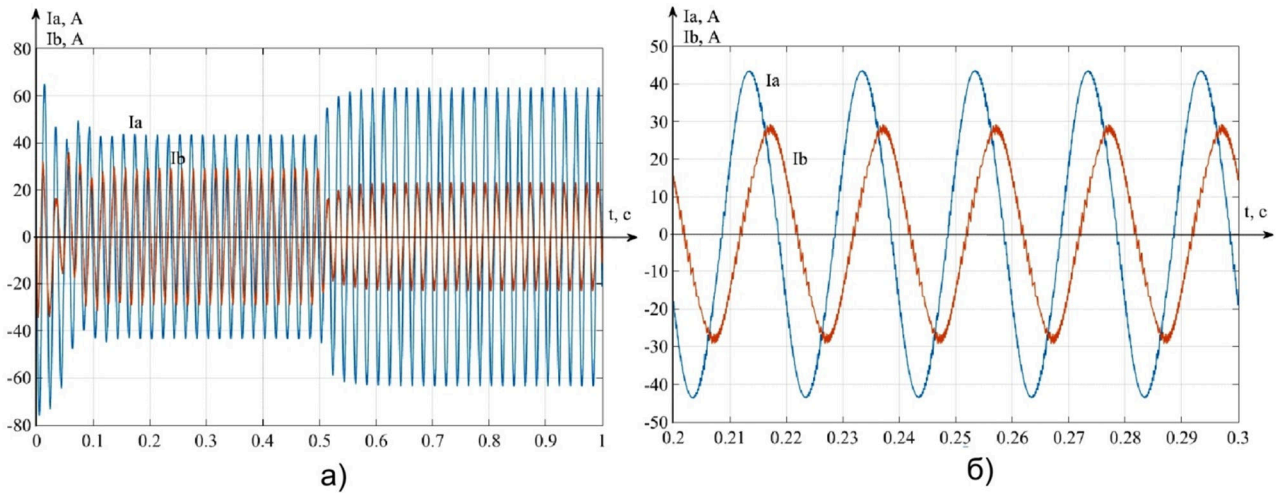 Ia, A
Ib, A
80
60
40
20
0
-20
-40
-60
-80
Ia
Ib
t, c
0 0.1 0.2 0.3 0.4 0.5 0.6 0.7 0.8 0.9 1
а)
Ia, A
Ib, A
50
40
30
20
10
0
-10
-20
-30
-40
-50
Ia
Ib
t, c
0.2 0.21 0.22 0.23 0.24 0.25 0.26 0.27 0.28 0.29 0.3
б)